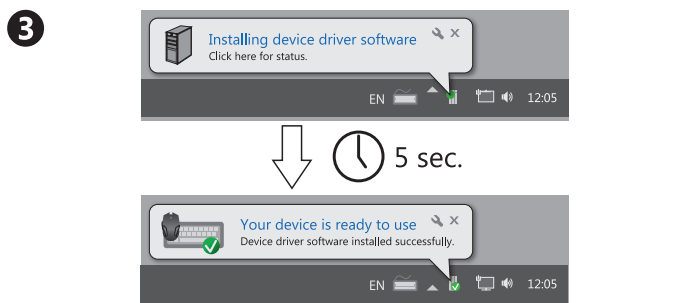 3
Installing device driver software
Click here for status.
EN 12:05
5 sec.
Your device is ready to use
Device driver software installed successfully.
EN 12:05